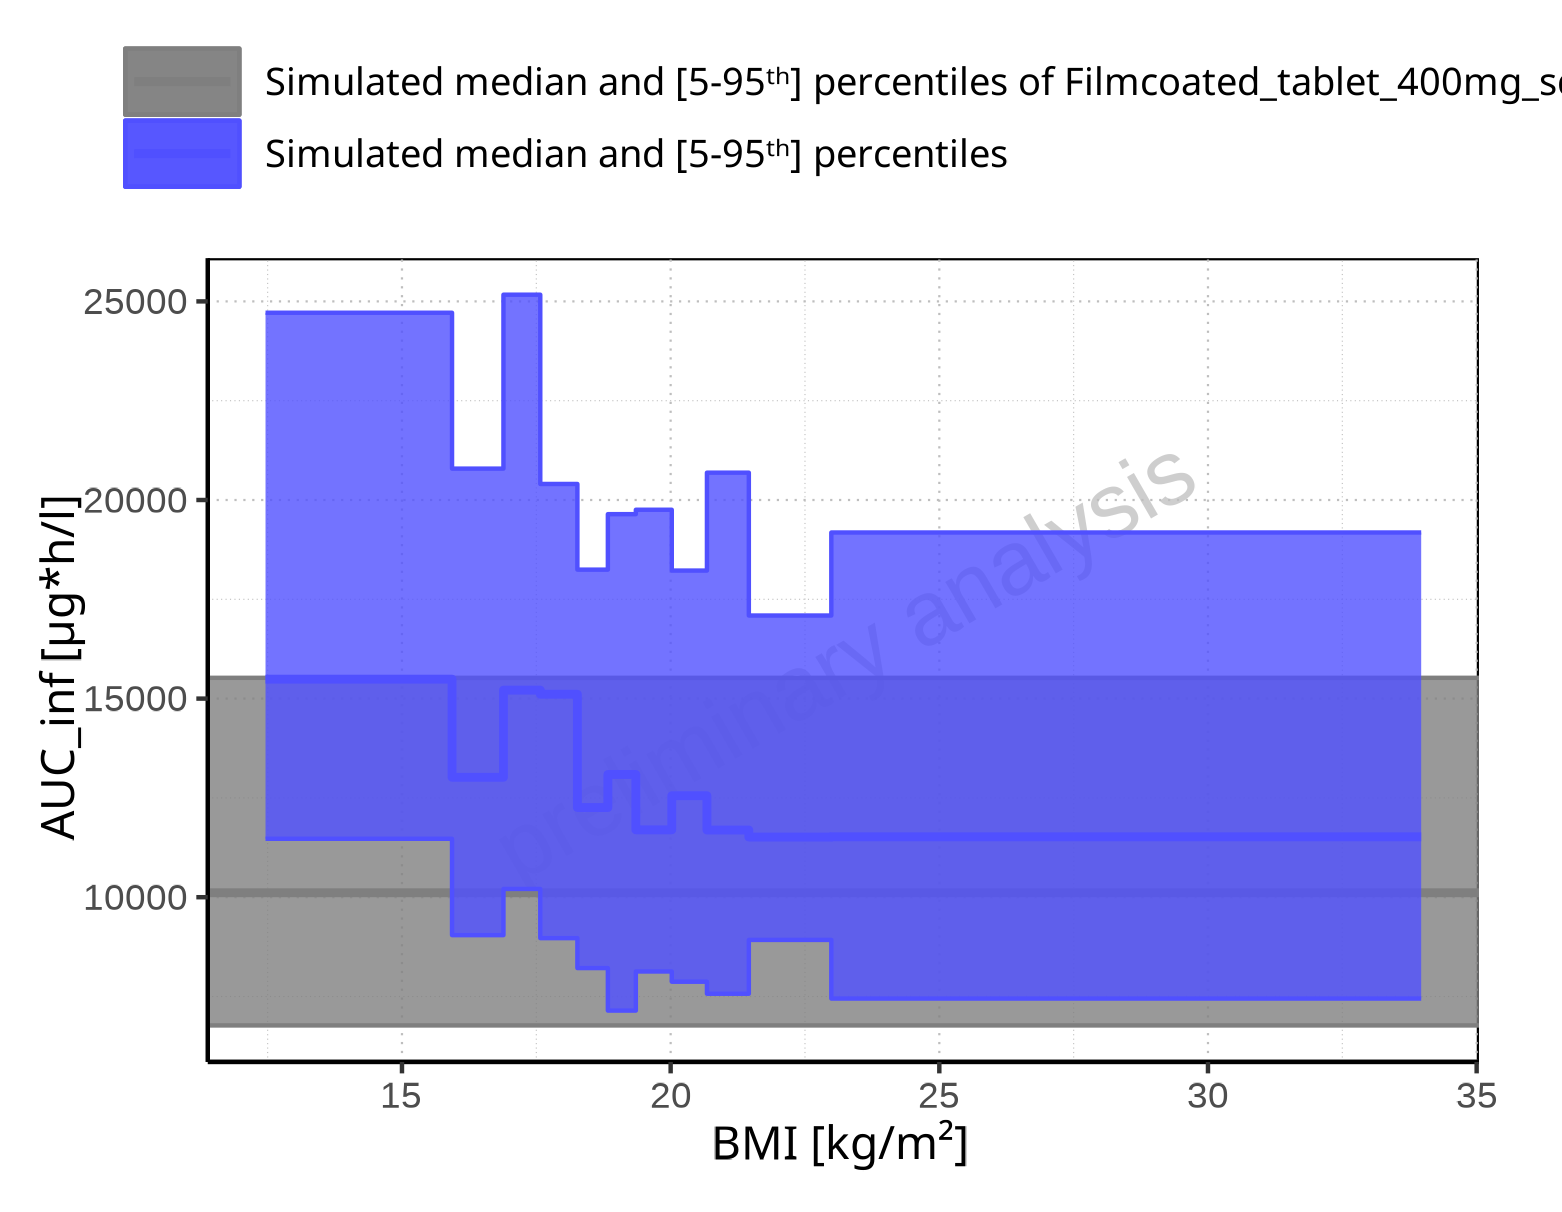 Simulated median and [5-95ᵗʰ] percentiles of Filmcoated_tablet_400mg_s
Simulated median and [5-95ᵗʰ] percentiles
25000
20000
15000
10000
AUC_inf [µg*h/l]
preliminary analysis
15 20 25 30 35
BMI [kg/m²]